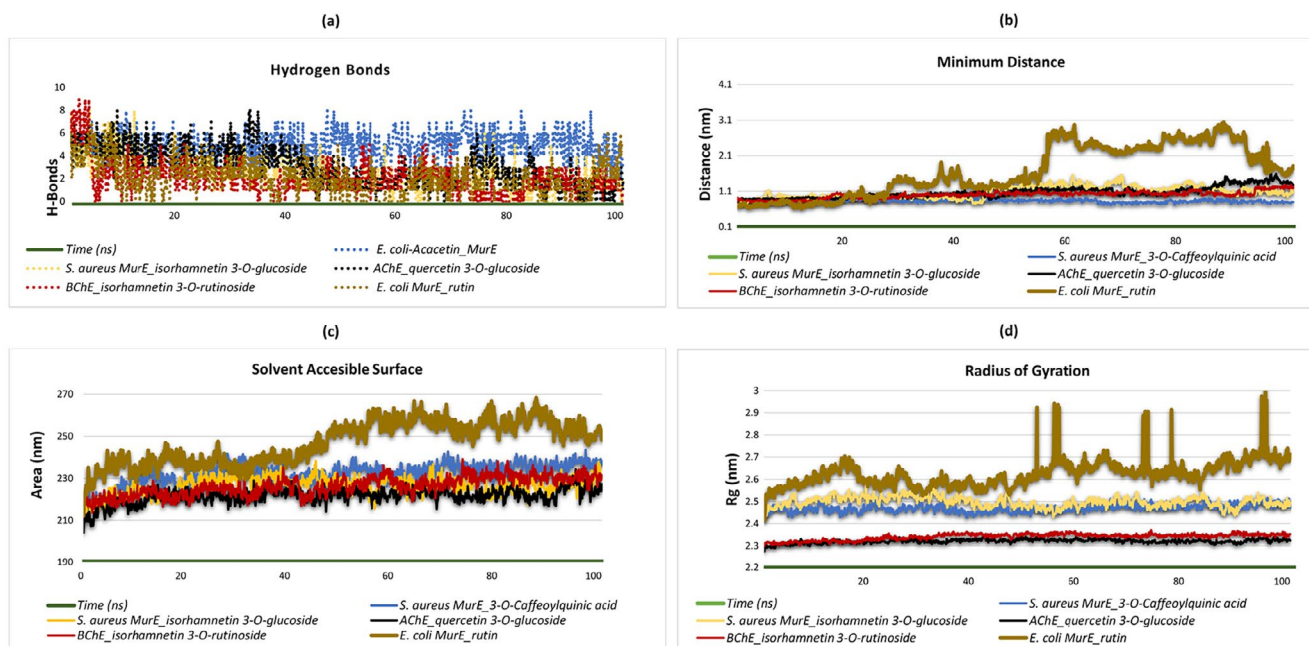 (a)
Hydrogen Bonds
H-Bonds
10
8
6
4
2
0
20
40
60
80
100
Time (ns)
E. coli-Acacetin_MurE
S. aureus MurE_isorhamnetin 3-O-glucoside
AChE_quercetin 3-O-glucoside
BChE_isorhamnetin 3-O-rutinoside
E. coli MurE_rutin
(b)
Minimum Distance
Distance (nm)
4.1
3.1
2.1
1.1
0.1
20
40
60
80
100
Time (ns)
S. aureus MurE_3-O-Caffeoylquinic acid
S. aureus MurE_isorhamnetin 3-O-glucoside
AChE_quercetin 3-O-glucoside
BChE_isorhamnetin 3-O-rutinoside
E. coli MurE_rutin
(c)
Solvent Accesible Surface
Area (nm)
270
250
230
210
190
0
20
40
60
80
100
Time (ns)
S. aureus MurE_3-O-Caffeoylquinic acid
S. aureus MurE_isorhamnetin 3-O-glucoside
AChE_quercetin 3-O-glucoside
BChE_isorhamnetin 3-O-rutinoside
E. coli MurE_rutin
(d)
Radius of Gyration
Rg (nm)
3
2.9
2.8
2.7
2.6
2.5
2.4
2.3
2.2
20
40
60
80
100
Time (ns)
S. aureus MurE_3-O-Caffeoylquinic acid
S. aureus MurE_isorhamnetin 3-O-glucoside
AChE_quercetin 3-O-glucoside
BChE_isorhamnetin 3-O-rutinoside
E. coli MurE_rutin